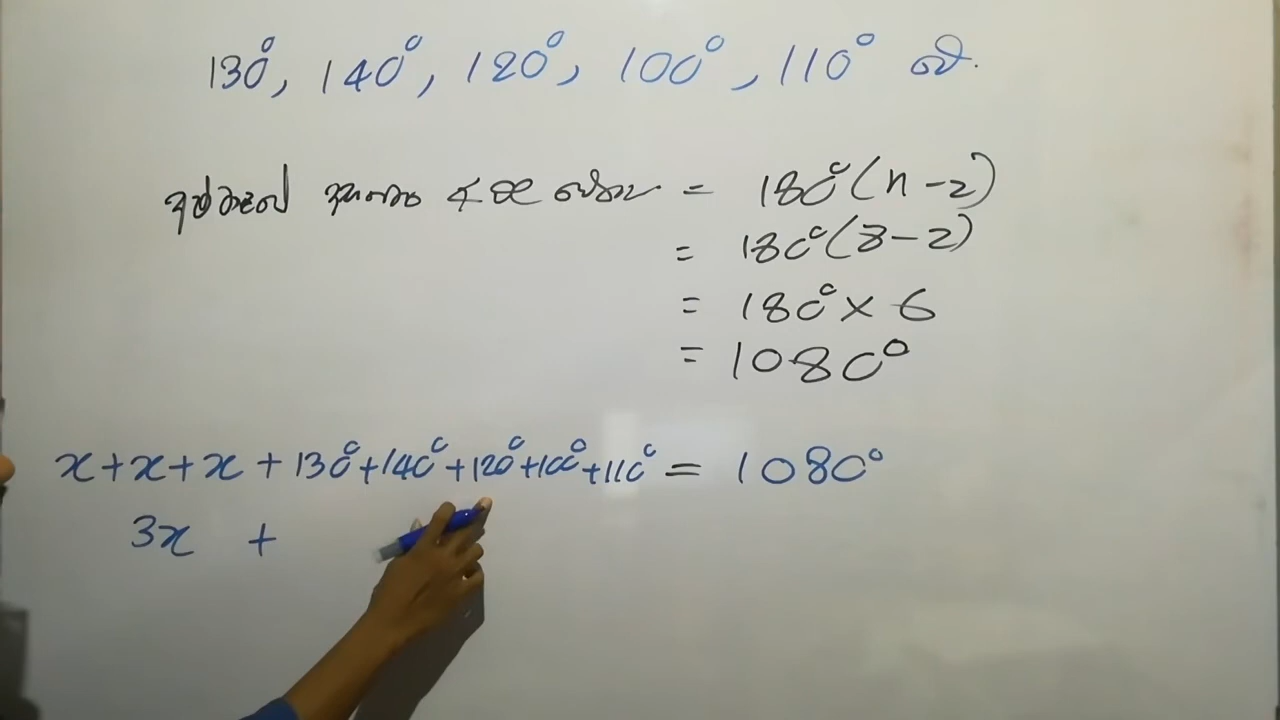 130°, 140°, 120°, 100°, 110° වේ.
= 180°(n-2)
= 180°(8-2)
= 180° × 6
= 1080°
x+x+x+130°+140°+120°+100°+110° = 1080°
3x +